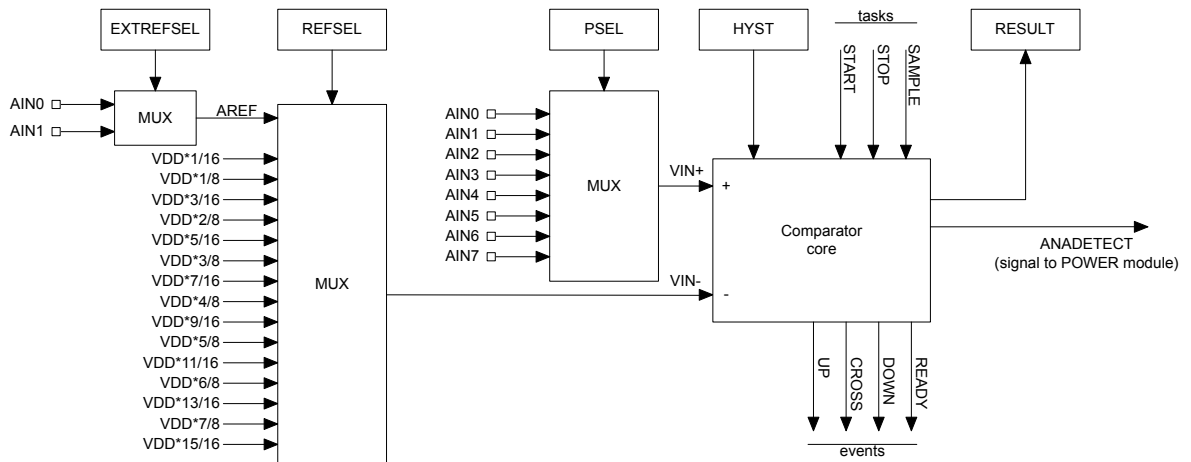 tasks
EXTREFSEL
REFSEL
PSEL
HYST
RESULT
START
STOP
SAMPLE
AIN0
AIN1
MUX
AREF
VDD*1/16
VDD*1/8
VDD*3/16
VDD*2/8
VDD*5/16
VDD*3/8
VDD*7/16
VDD*4/8
VDD*9/16
VDD*5/8
VDD*11/16
VDD*6/8
VDD*13/16
VDD*7/8
VDD*15/16
MUX
AIN0
AIN1
AIN2
AIN3
AIN4
AIN5
AIN6
AIN7
MUX
VIN+
VIN-
+
-
Comparator
core
ANADETECT
(signal to POWER module)
UP
CROSS
DOWN
READY
events